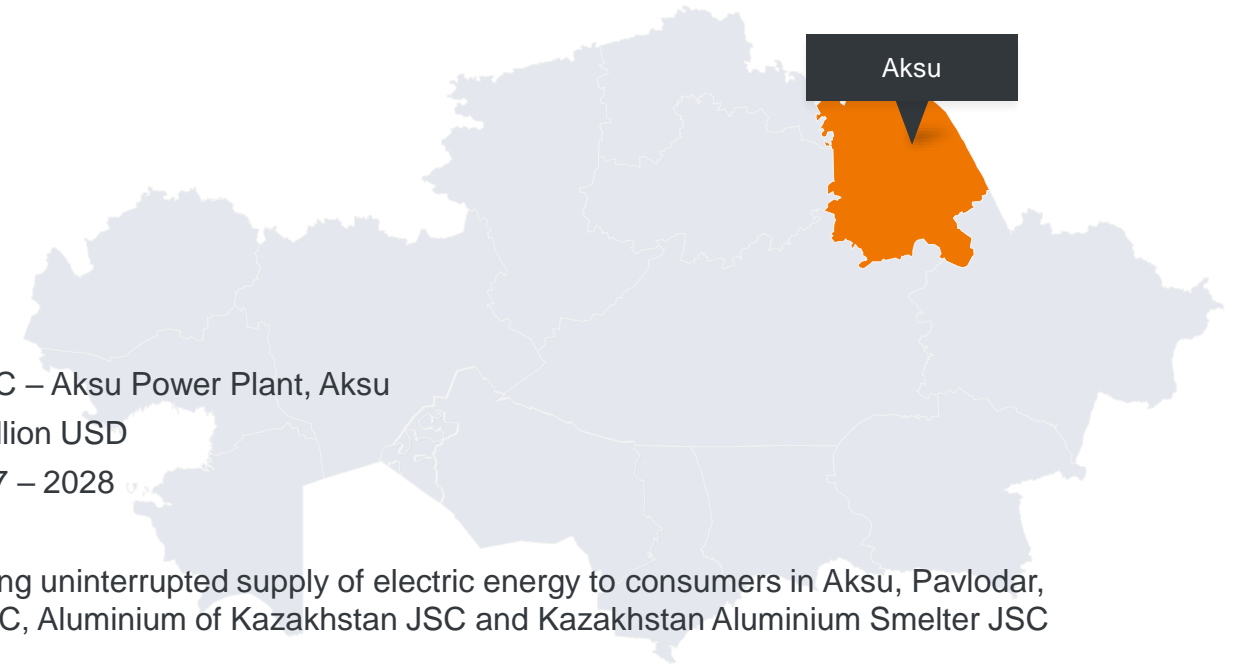 Aksu
C – Aksu Power Plant, Aksu
llion USD
7 – 2028
ng uninterrupted supply of electric energy to consumers in Aksu, Pavlodar,
C, Aluminium of Kazakhstan JSC and Kazakhstan Aluminium Smelter JSC